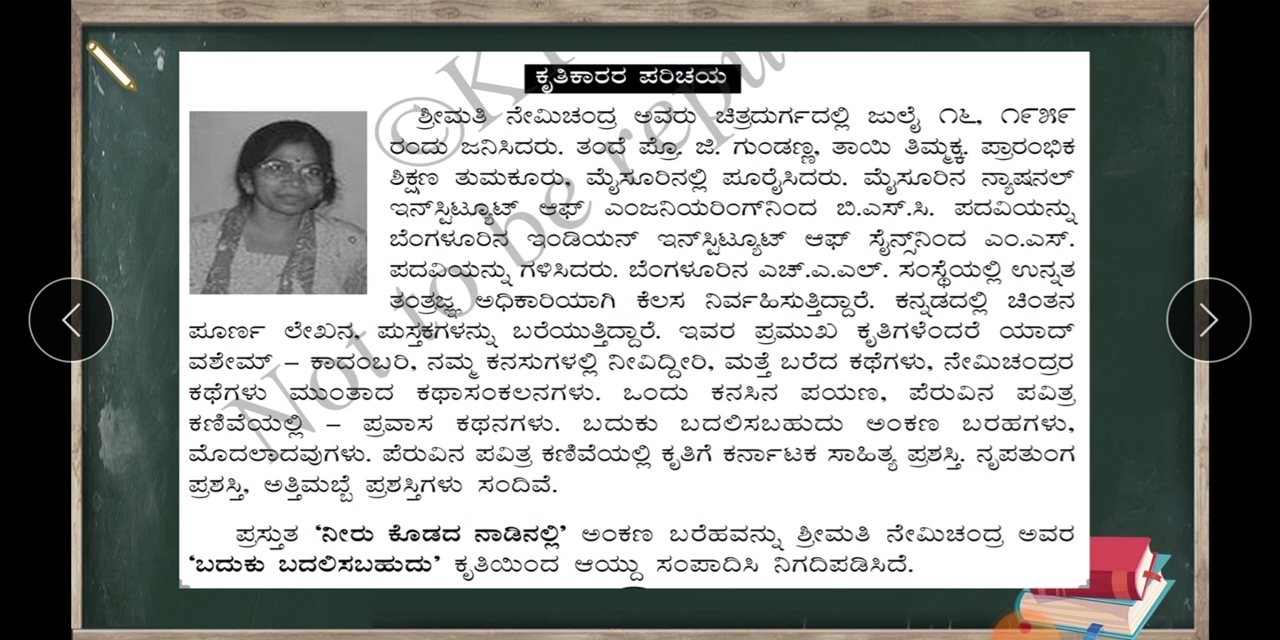 ಕೃತಿಕಾರರ ಪರಿಚಯ
ಶ್ರೀಮತಿ ನೇಮಿಚಂದ್ರ ಅವರು ಚಿತ್ರದುರ್ಗದಲ್ಲಿ ಜುಲೈ ೧೬, ೧೯೫೯
ರಂದು ಜನಿಸಿದರು. ತಂದೆ ಪ್ರೊ. ಜಿ. ಗುಂಡಣ್ಣ, ತಾಯಿ ತಿಮ್ಮಕ್ಕ. ಪ್ರಾರಂಭಿಕ
ಶಿಕ್ಷಣ ತುಮಕೂರು, ಮೈಸೂರಿನಲ್ಲಿ ಪೂರೈಸಿದರು. ಮೈಸೂರಿನ ನ್ಯಾಷನಲ್
ಇನ್‌ಸ್ಟಿಟ್ಯೂಟ್ ಆಫ್ ಎಂಜನಿಯರಿಂಗ್‌ನಿಂದ ಬಿ.ಎಸ್.ಸಿ. ಪದವಿಯನ್ನು
ಬೆಂಗಳೂರಿನ ಇಂಡಿಯನ್ ಇನ್‌ಸ್ಟಿಟ್ಯೂಟ್ ಆಫ್ ಸೈನ್ಸ್‌ನಿಂದ ಎಂ.ಎಸ್.
ಪದವಿಯನ್ನು ಗಳಿಸಿದರು. ಬೆಂಗಳೂರಿನ ಎಚ್.ಎ.ಎಲ್. ಸಂಸ್ಥೆಯಲ್ಲಿ ಉನ್ನತ
ತಂತ್ರಜ್ಞ ಅಧಿಕಾರಿಯಾಗಿ ಕೆಲಸ ನಿರ್ವಹಿಸುತ್ತಿದ್ದಾರೆ. ಕನ್ನಡದಲ್ಲಿ ಚಿಂತನ
ಪೂರ್ಣ ಲೇಖನ. ಪುಸ್ತಕಗಳನ್ನು ಬರೆಯುತ್ತಿದ್ದಾರೆ. ಇವರ ಪ್ರಮುಖ ಕೃತಿಗಳೆಂದರೆ ಯಾದ್
ವಶೇಮ್ – ಕಾದಂಬರಿ, ನಮ್ಮ ಕನಸುಗಳಲ್ಲಿ ನೀವಿದ್ದೀರಿ, ಮತ್ತೆ ಬರೆದ ಕಥೆಗಳು, ನೇಮಿಚಂದ್ರರ
ಕಥೆಗಳು ಮುಂತಾದ ಕಥಾಸಂಕಲನಗಳು. ಒಂದು ಕನಸಿನ ಪಯಣ, ಪೆರುವಿನ ಪವಿತ್ರ
ಕಣಿವೆಯಲ್ಲಿ – ಪ್ರವಾಸ ಕಥನಗಳು. ಬದುಕು ಬದಲಿಸಬಹುದು ಅಂಕಣ ಬರಹಗಳು,
ಮೊದಲಾದವುಗಳು. ಪೆರುವಿನ ಪವಿತ್ರ ಕಣಿವೆಯಲ್ಲಿ ಕೃತಿಗೆ ಕರ್ನಾಟಕ ಸಾಹಿತ್ಯ ಪ್ರಶಸ್ತಿ. ನೃಪತುಂಗ
ಪ್ರಶಸ್ತಿ, ಅತ್ತಿಮಬ್ಬೆ ಪ್ರಶಸ್ತಿಗಳು ಸಂದಿವೆ.
ಪ್ರಸ್ತುತ ‘ನೀರು ಕೊಡದ ನಾಡಿನಲ್ಲಿ’ ಅಂಕಣ ಬರೆಹವನ್ನು ಶ್ರೀಮತಿ ನೇಮಿಚಂದ್ರ ಅವರ
‘ಬದುಕು ಬದಲಿಸಬಹುದು’ ಕೃತಿಯಿಂದ ಆಯ್ದು ಸಂಪಾದಿಸಿ ನಿಗದಿಪಡಿಸಿದೆ.
Not to be